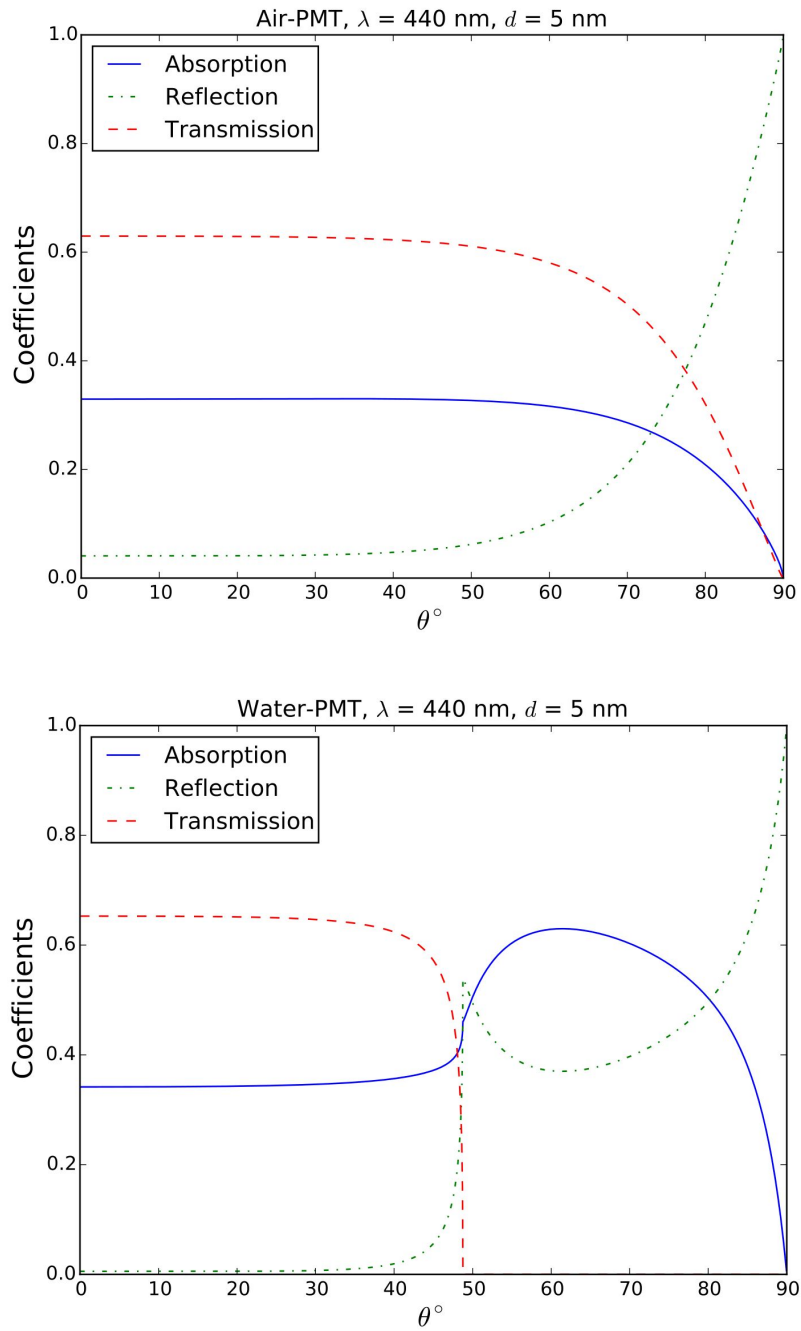 Air-PMT, λ = 440 nm, d = 5 nm
1.0
Absorption
Reflection
Transmission
0.8
0.6
0.4
0.2
0.0
Coefficients
0 10 20 30 40 50 60 70 80 90
θ°
Water-PMT, λ = 440 nm, d = 5 nm
1.0
Absorption
Reflection
Transmission
0.8
0.6
0.4
0.2
0.0
Coefficients
0 10 20 30 40 50 60 70 80 90
θ°